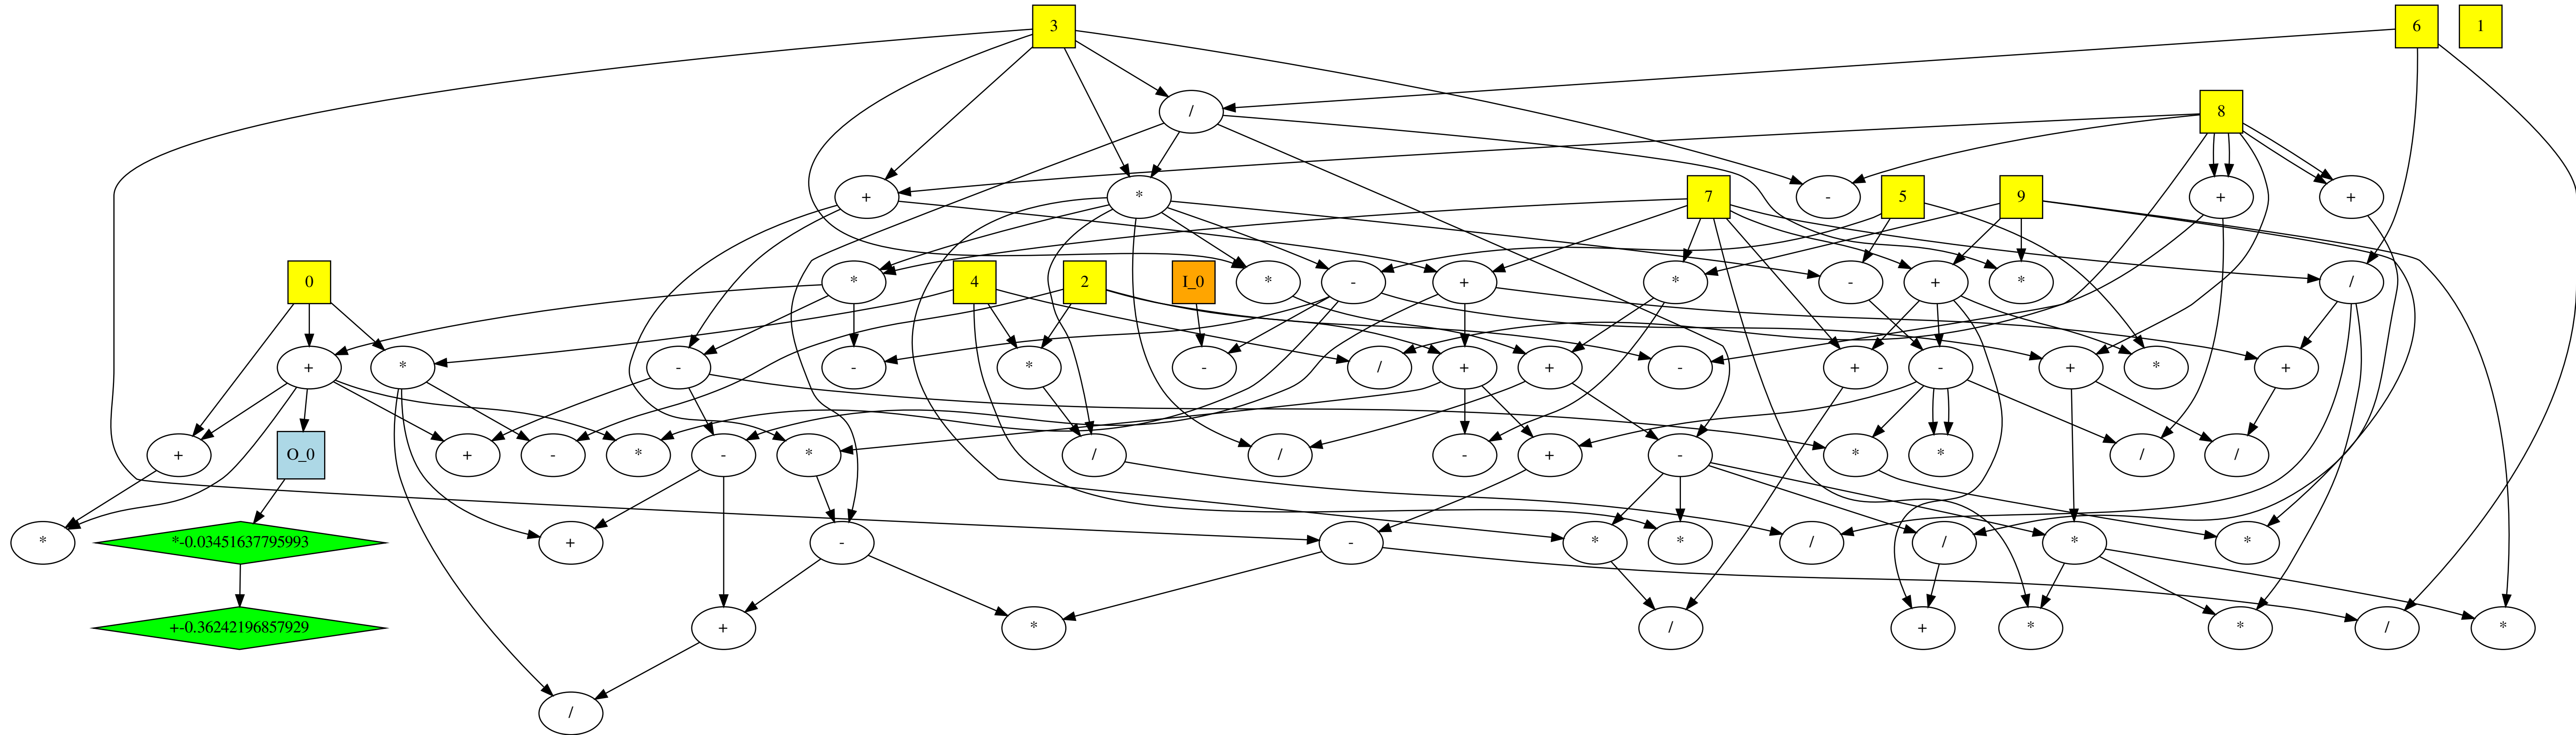 3 6 1
/ 8
+ * - 7 5 9 + +
0 * 4 2 I_0 * - + * - + * /
+ * - - * - / + + - + - + * +
+ O_0 + - * - * / / - + - * * / /
* *-0.03451637795993 + - - * * / / * *
+-0.36242196857929 + * / + * * / *
/